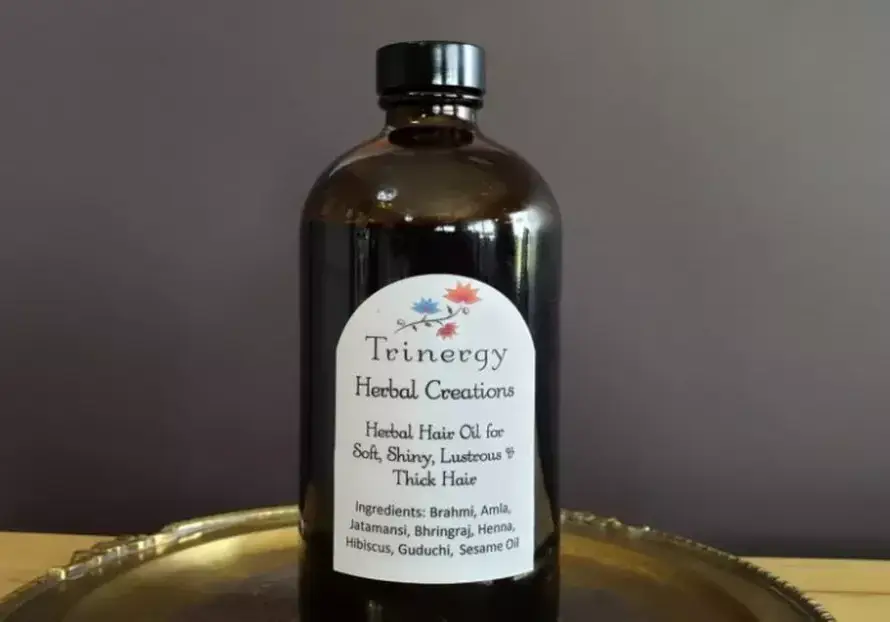 Trinergy
Herbal Creations
Herbal Hair Oil for
Soft, Shiny, Lustrous &
Thick Hair
Ingredients: Brahmi, Amla,
Jatamansi, Bhringraj, Henna,
Hibiscus, Guduchi, Sesame Oil